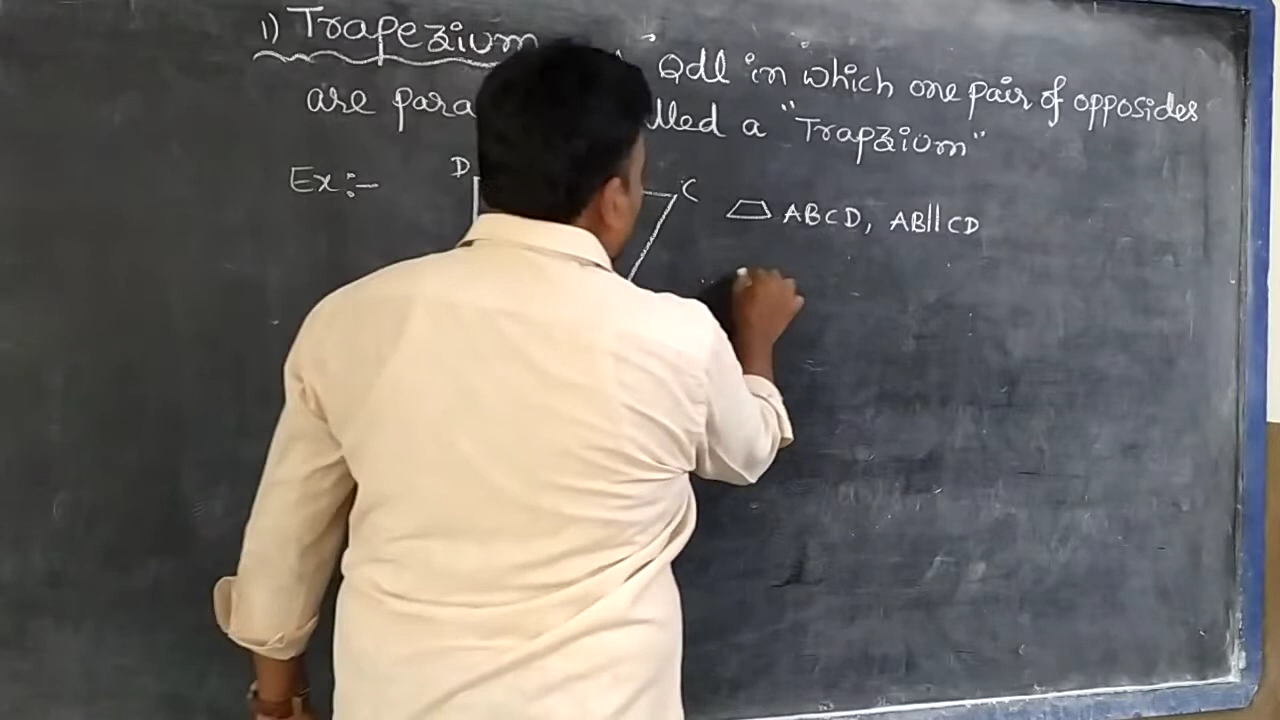 1) Trapezium Qdl in which one pair of opposides
are para lled a "Trapzium"
Ex:-
D
C
ABCD, AB||CD